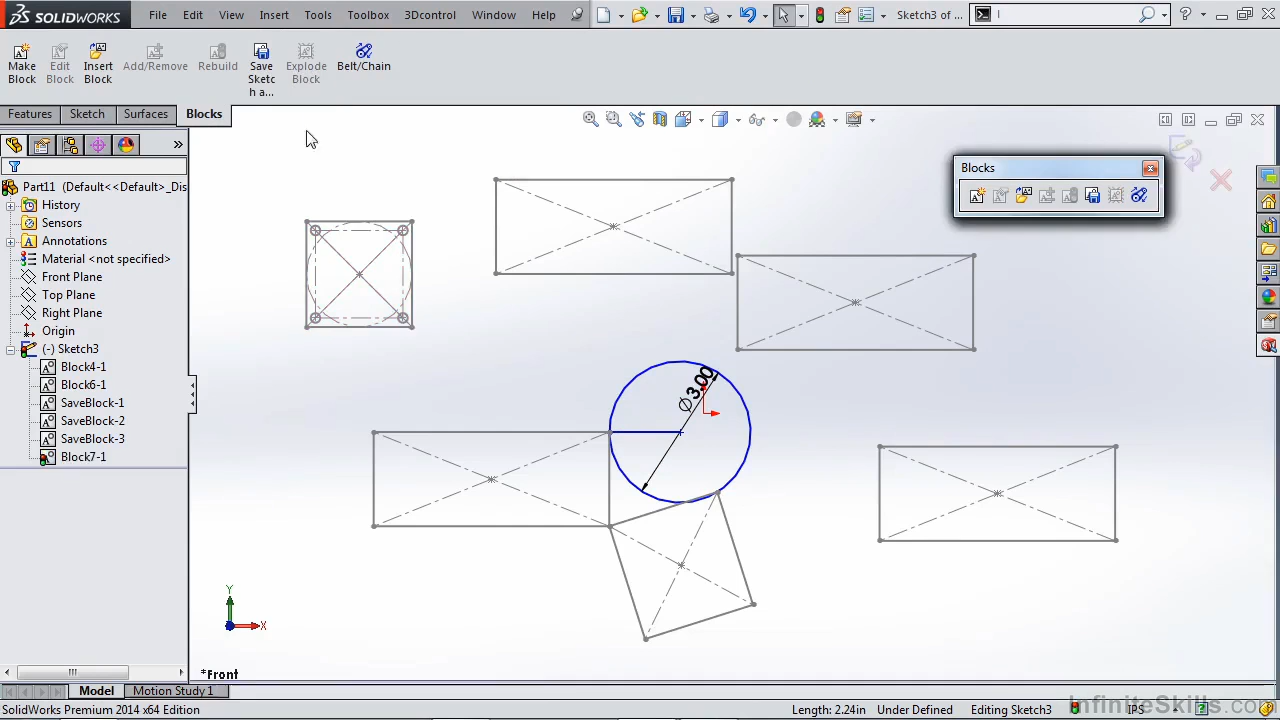 SOLIDWORKS File Edit View Insert Tools Toolbox 3Dcontrol Window Help Sketch3 of ...
Make Block
Edit Block
Insert Block
Add/Remove
Rebuild
Save Sketc h a...
Explode Block
Belt/Chain
Features Sketch Surfaces Blocks
Blocks
Part11 (Default<<Default>_Dis
History
Sensors
Annotations
Material <not specified>
Front Plane
Top Plane
Right Plane
Origin
(-) Sketch3
Block4-1
Block6-1
SaveBlock-1
SaveBlock-2
SaveBlock-3
Block7-1
∅3.00
Y
X
*Front
Model Motion Study 1
SolidWorks Premium 2014 x64 Edition Length: 2.24in Under Defined Editing Sketch3 IPS
InfiniteSkills.com